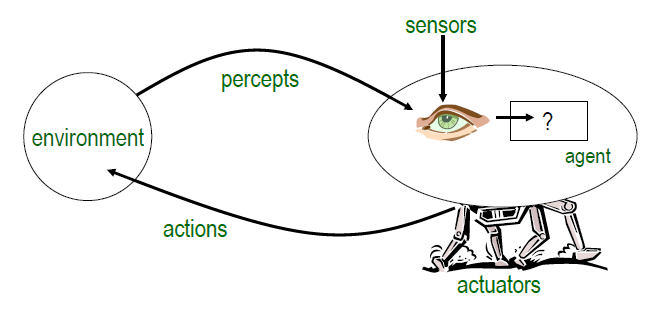 sensors
percepts
environment
?
agent
actions
actuators